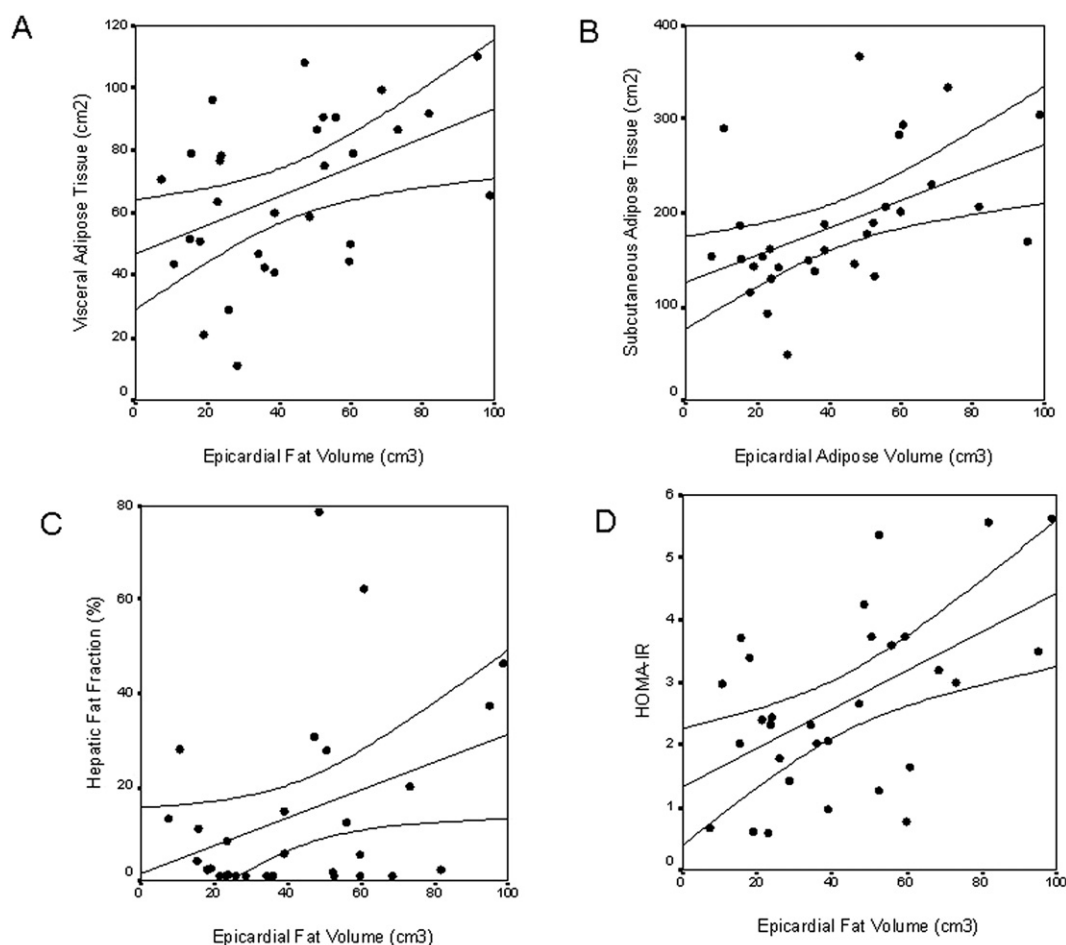 A
Visceral Adipose Tissue (cm2)
120
100
80
60
40
20
0
0 20 40 60 80 100
Epicardial Fat Volume (cm3)
B
Subcutaneous Adipose Tissue (cm2)
400
300
200
100
0
0 20 40 60 80 100
Epicardial Adipose Volume (cm3)
C
Hepatic Fat Fraction (%)
80
60
40
20
0
0 20 40 60 80 100
Epicardial Fat Volume (cm3)
D
HOMA-IR
6
5
4
3
2
1
0
0 20 40 60 80 100
Epicardial Fat Volume (cm3)